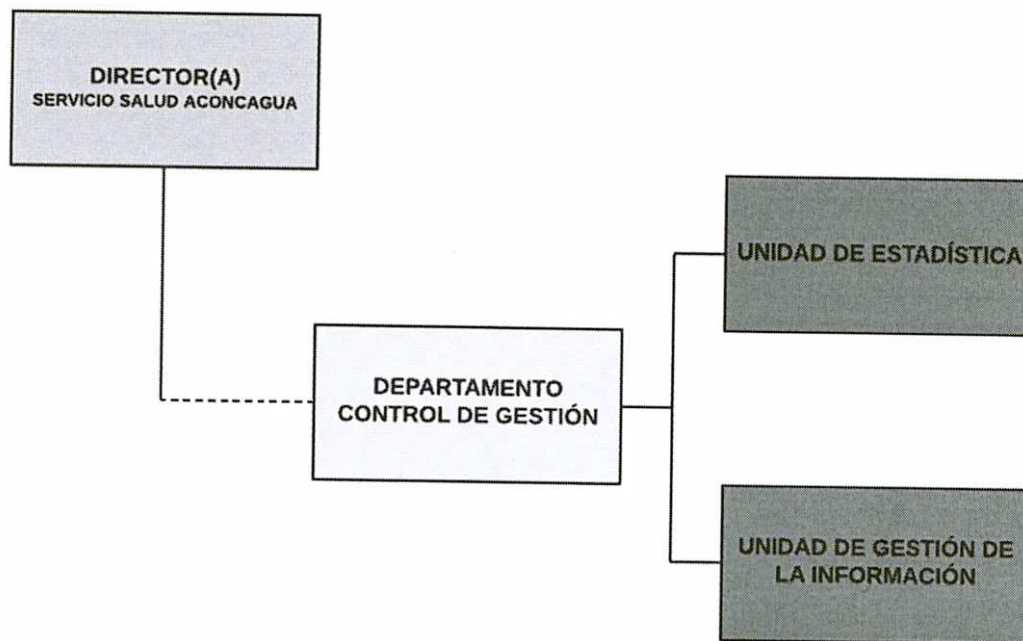 DIRECTOR(A)
SERVICIO SALUD ACONCAGUA
UNIDAD DE ESTADÍSTICA
DEPARTAMENTO
CONTROL DE GESTIÓN
UNIDAD DE GESTIÓN DE
LA INFORMACIÓN